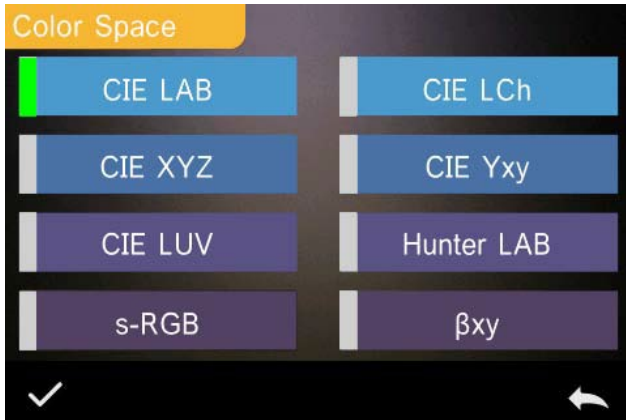 Color Space
CIE LAB
CIE LCh
CIE XYZ
CIE Yxy
CIE LUV
Hunter LAB
s-RGB
βxy